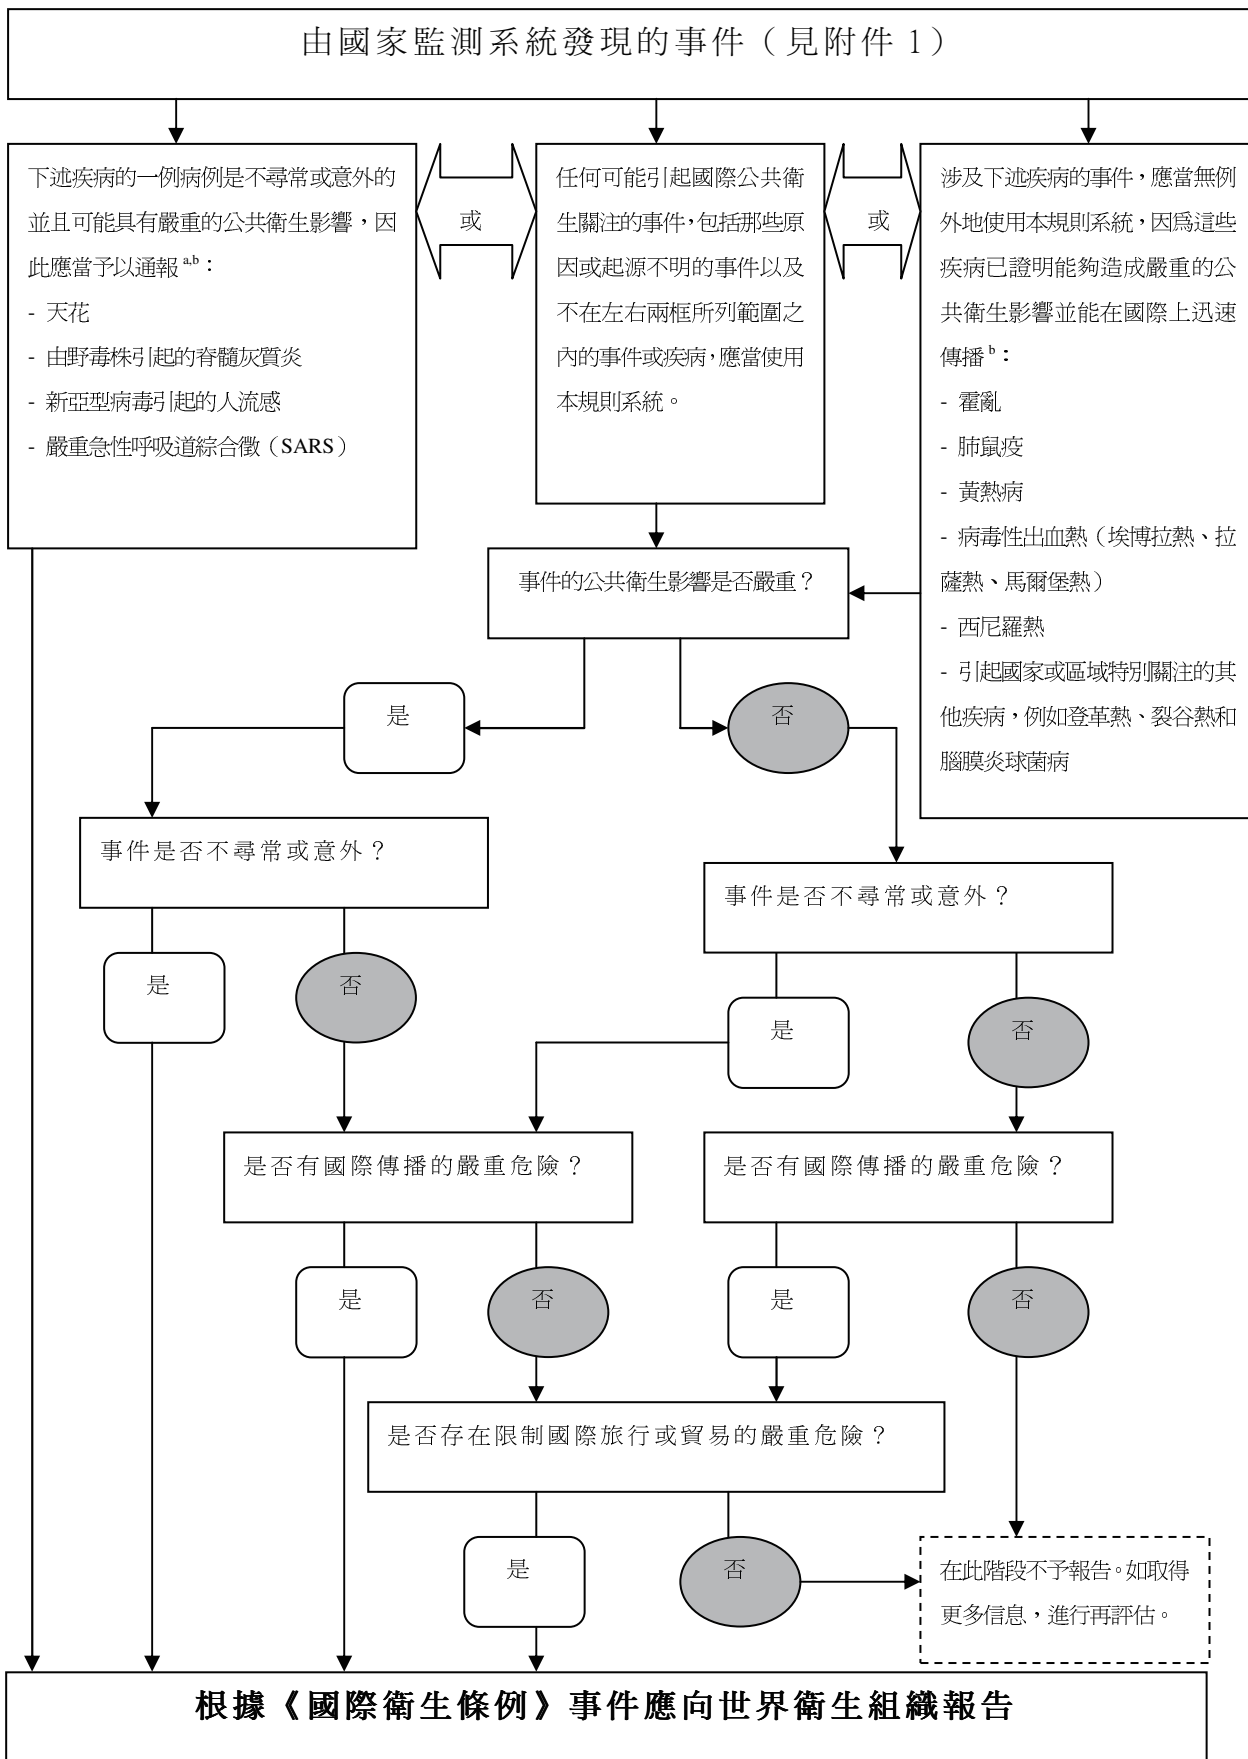 由國家監測系統發現的事件（見附件 1）
下述疾病的一例病例是不尋常或意外的
並且可能具有嚴重的公共衛生影響，因
此應當予以通報 a,b：
- 天花
- 由野毒株引起的脊髓灰質炎
- 新亞型病毒引起的人流感
- 嚴重急性呼吸道綜合徵（SARS）
或
任何可能引起國際公共衛
生關注的事件，包括那些原
因或起源不明的事件以及
不在左右兩框所列範圍之
內的事件或疾病，應當使用
本規則系統。
或
涉及下述疾病的事件，應當無例
外地使用本規則系統，因爲這些
疾病已證明能夠造成嚴重的公
共衛生影響並能在國際上迅速
傳播 b：
- 霍亂
- 肺鼠疫
- 黃熱病
- 病毒性出血熱（埃博拉熱、拉
薩熱、馬爾堡熱）
- 西尼羅熱
- 引起國家或區域特別關注的其
他疾病，例如登革熱、裂谷熱和
腦膜炎球菌病
事件的公共衛生影響是否嚴重？
是
否
事件是否不尋常或意外？
事件是否不尋常或意外？
是
否
是
否
是否有國際傳播的嚴重危險？
是否有國際傳播的嚴重危險？
是
否
是
否
是否存在限制國際旅行或貿易的嚴重危險？
是
否
在此階段不予報告。如取得
更多信息，進行再評估。
根據《國際衛生條例》事件應向世界衛生組織報告